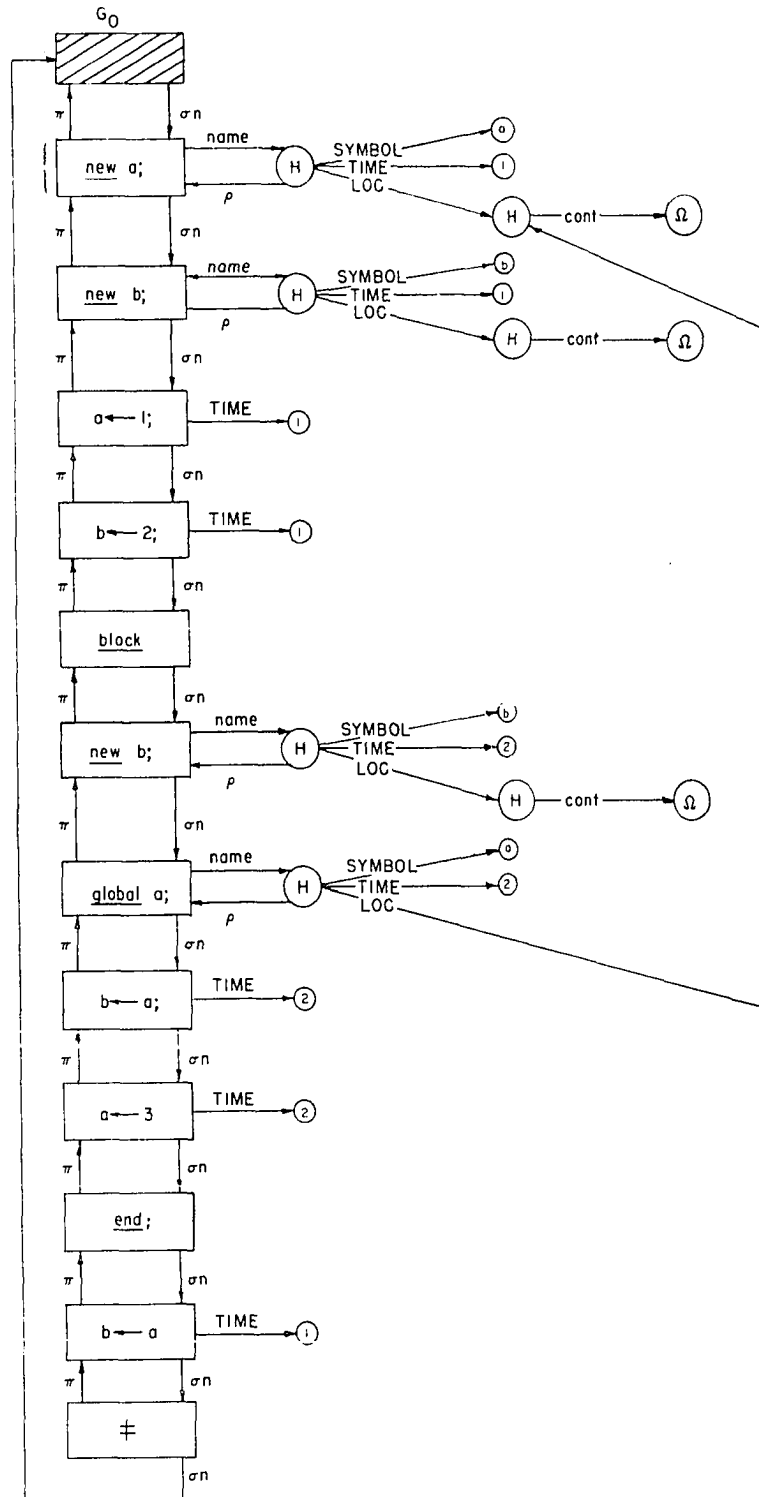 G0
π σn
new a; name ρ H SYMBOL a TIME 1 LOC H cont Ω
π σn
new b; name ρ H SYMBOL b TIME 1 LOC H cont Ω
π σn
a ← 1; TIME 1
π σn
b ← 2; TIME 1
π σn
block
π σn
new b; name ρ H SYMBOL b TIME 2 LOC H cont Ω
π σn
global a; name ρ H SYMBOL a TIME 2 LOC
π σn
b ← a; TIME 2
π σn
a ← 3 TIME 2
π σn
end;
π σn
b ← a TIME 1
π σn
‡
σn